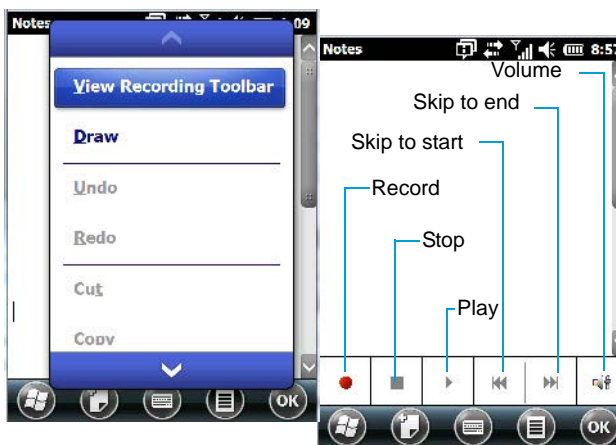 Notes
09
View Recording Toolbar
Draw
Undo
Redo
Cut
Copy
OK
Notes 8:57
Volume
Skip to end
Skip to start
Record
Stop
Play
OK